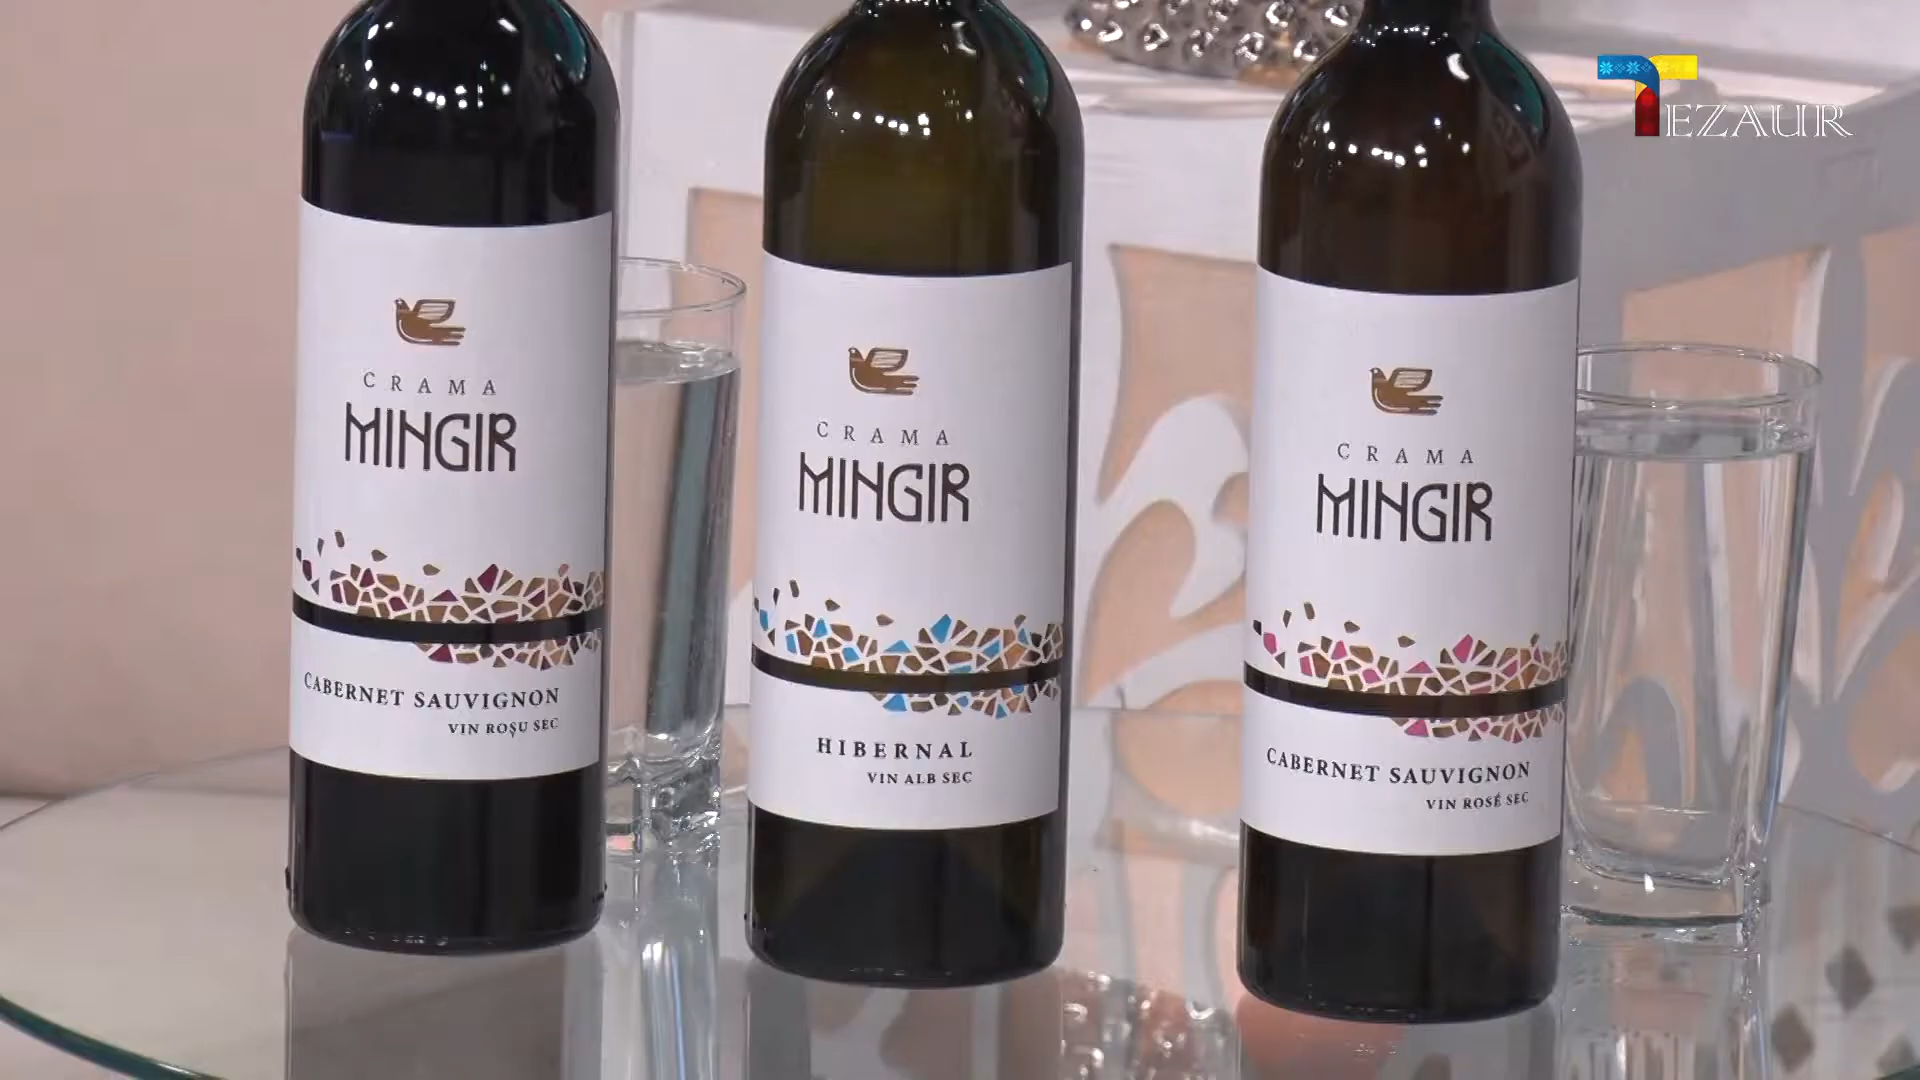 TEZAUR
CRAMA
MINGIR
CABERNET SAUVIGNON
VIN ROȘU SEC
CRAMA
MINGIR
HIBERNAL
VIN ALB SEC
CRAMA
MINGIR
CABERNET SAUVIGNON
VIN ROSÉ SEC